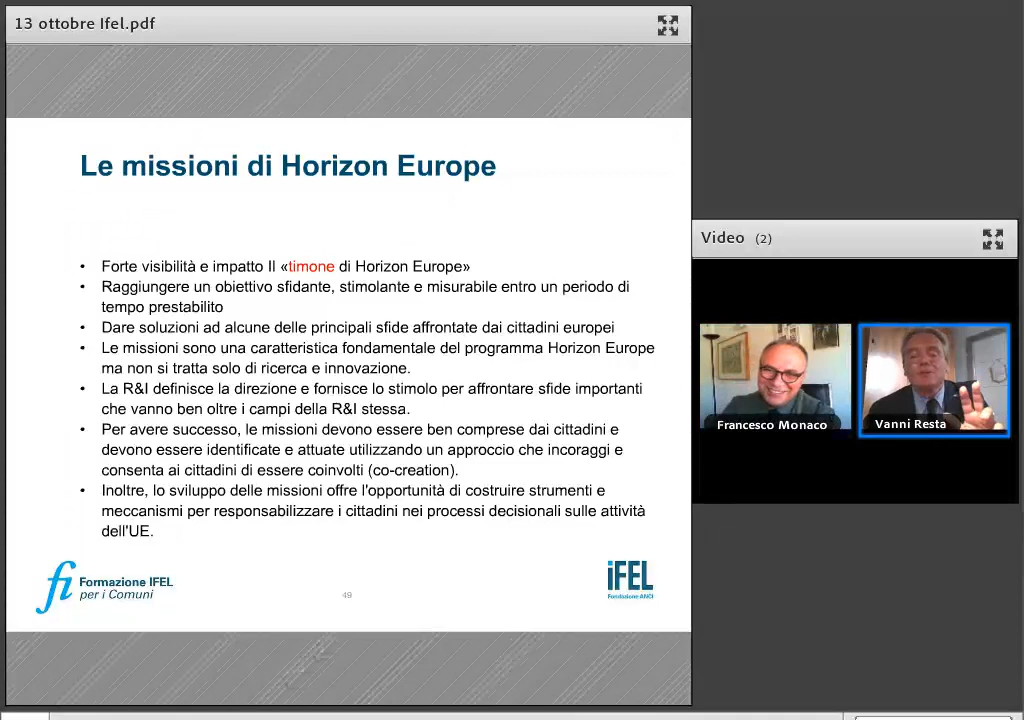 13 ottobre Ifel.pdf
Le missioni di Horizon Europe
• Forte visibilità e impatto Il «timone di Horizon Europe»
• Raggiungere un obiettivo sfidante, stimolante e misurabile entro un periodo di
tempo prestabilito
• Dare soluzioni ad alcune delle principali sfide affrontate dai cittadini europei
• Le missioni sono una caratteristica fondamentale del programma Horizon Europe
ma non si tratta solo di ricerca e innovazione.
• La R&I definisce la direzione e fornisce lo stimolo per affrontare sfide importanti
che vanno ben oltre i campi della R&I stessa.
• Per avere successo, le missioni devono essere ben comprese dai cittadini e
devono essere identificate e attuate utilizzando un approccio che incoraggi e
consenta ai cittadini di essere coinvolti (co-creation).
• Inoltre, lo sviluppo delle missioni offre l'opportunità di costruire strumenti e
meccanismi per responsabilizzare i cittadini nei processi decisionali sulle attività
dell'UE.
fi Formazione IFEL
per i Comuni
49
iFEL
Fondazione ANCI
Video (2)
Francesco Monaco
Vanni Resta